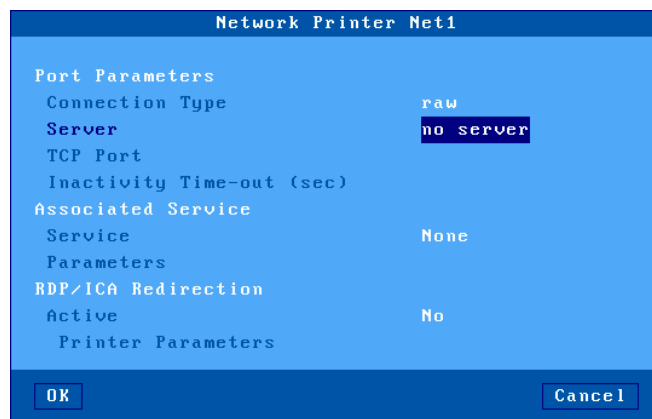 Network Printer Net1
Port Parameters
Connection Type raw
Server no server
TCP Port
Inactivity Time-out (sec)
Associated Service
Service None
Parameters
RDP/ICA Redirection
Active No
Printer Parameters
OK Cancel